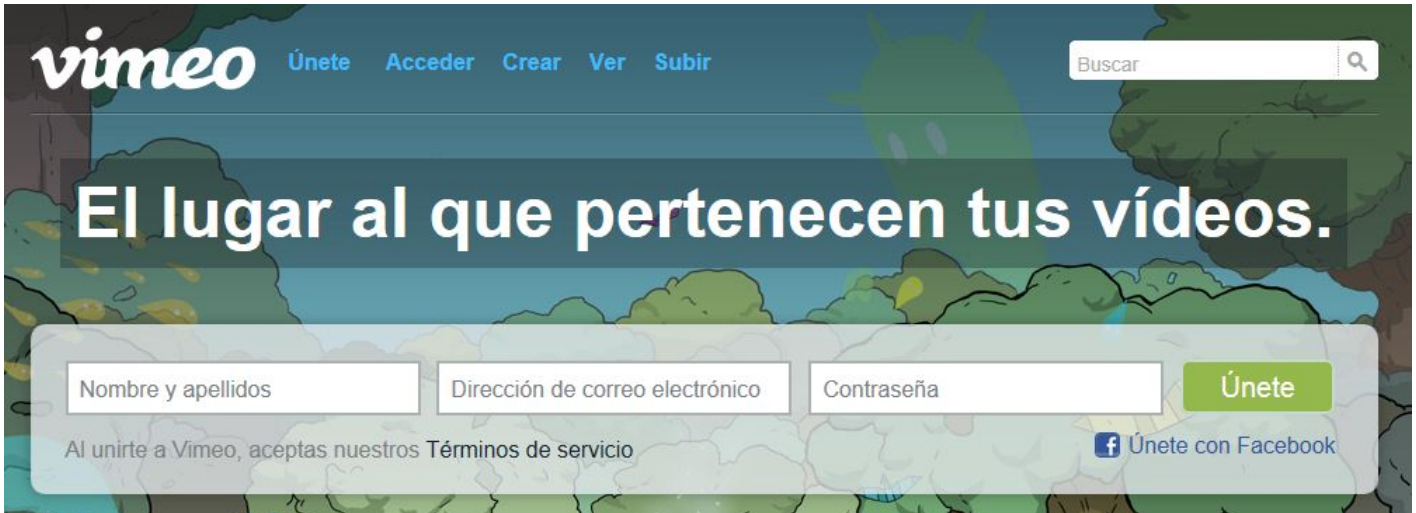 vimeo Únete Acceder Crear Ver Subir Buscar
El lugar al que pertenecen tus vídeos.
Nombre y apellidos Dirección de correo electrónico Contraseña Únete
Al unirte a Vimeo, aceptas nuestros Términos de servicio Únete con Facebook